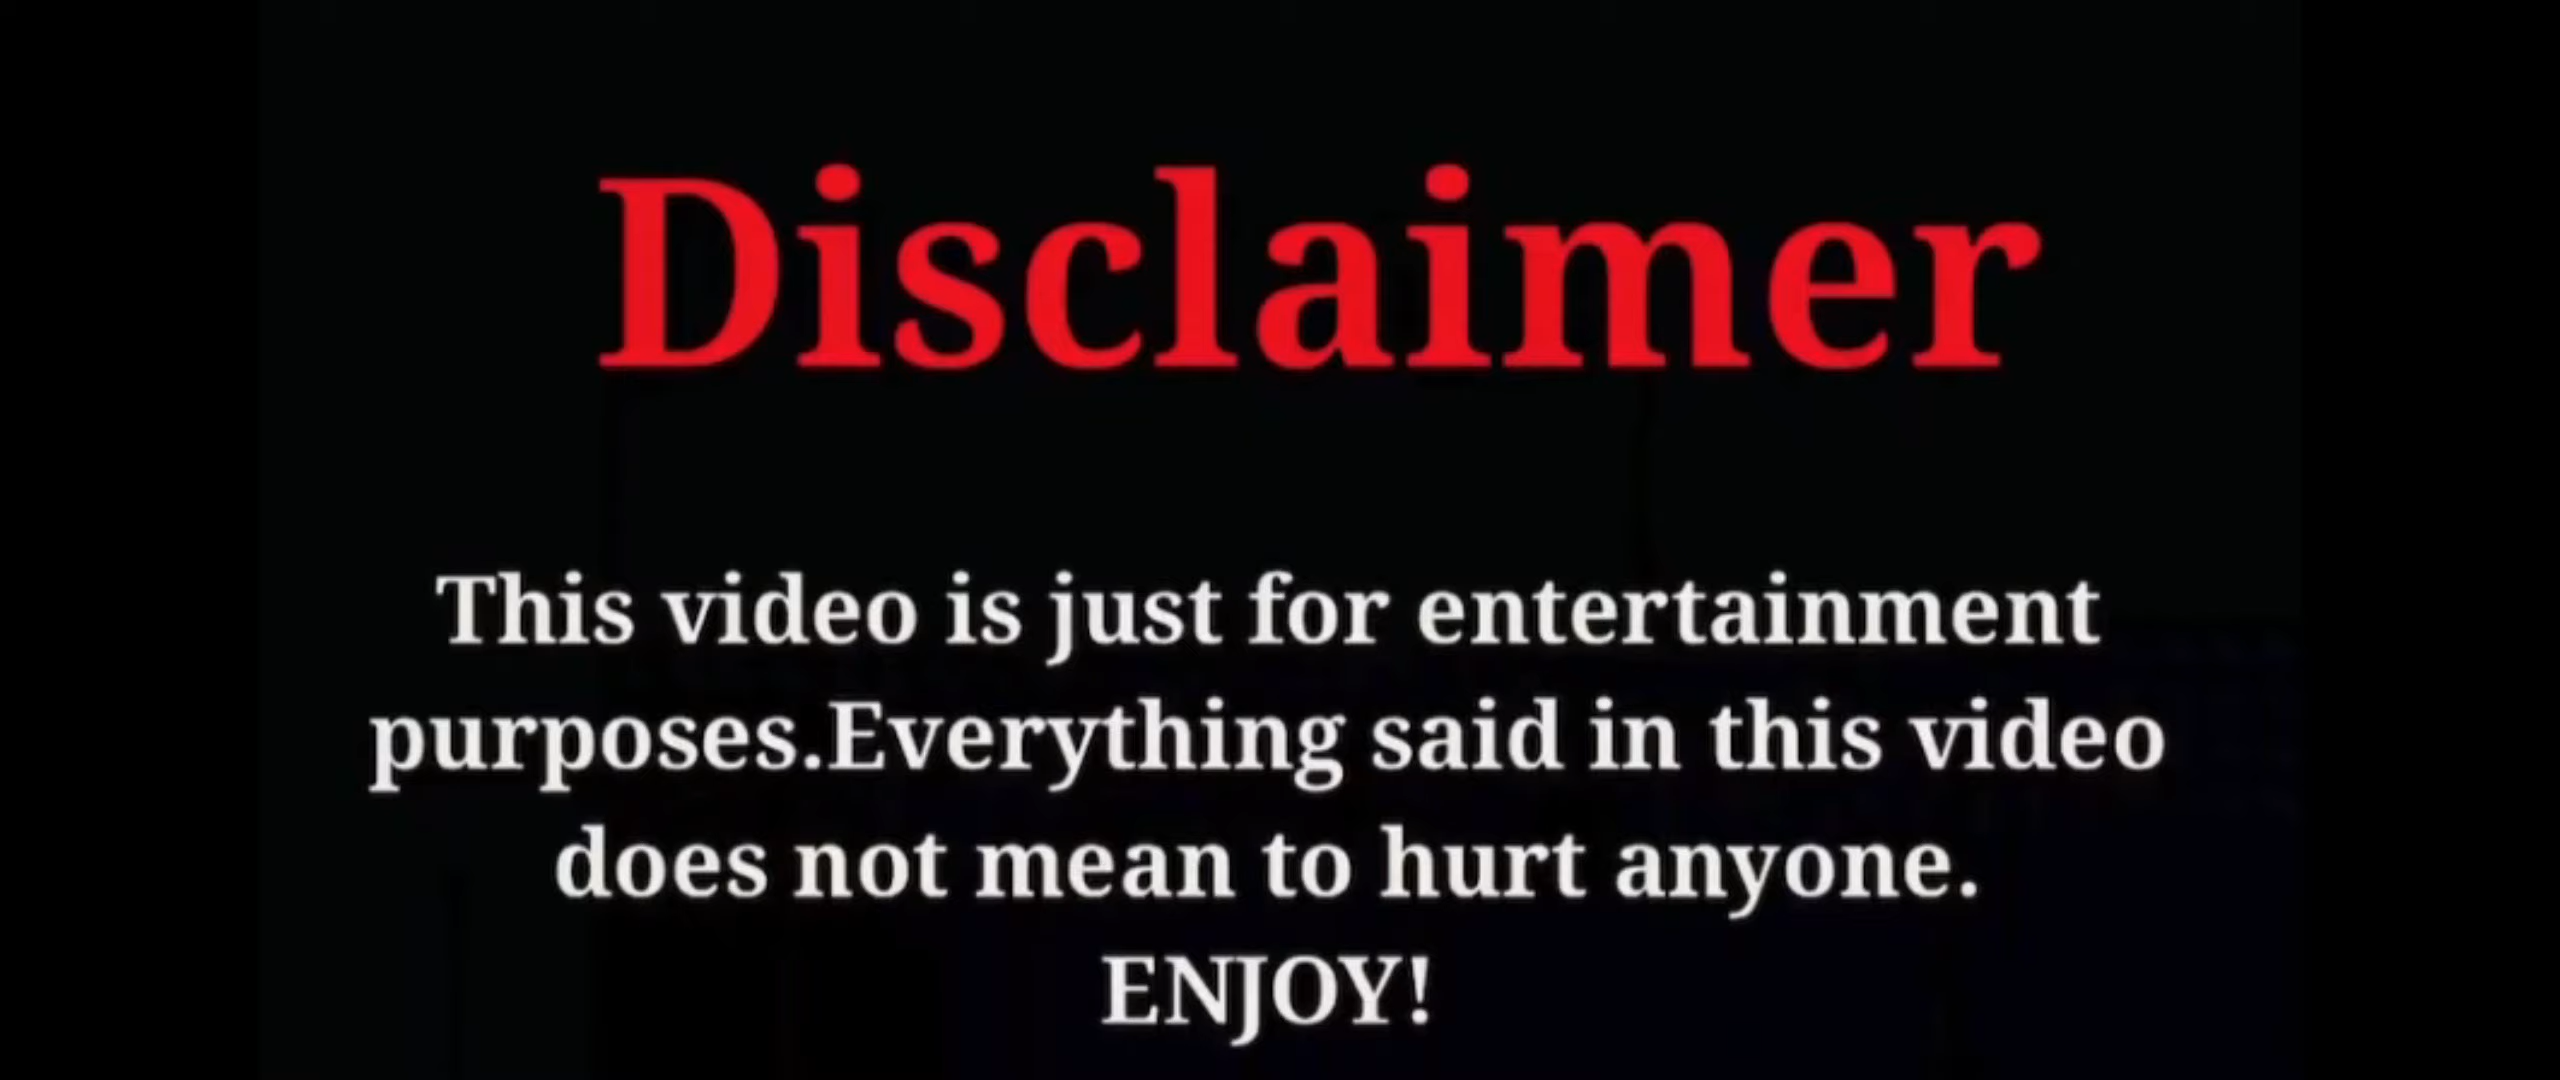 Disclaimer
This video is just for entertainment
purposes.Everything said in this video
does not mean to hurt anyone.
ENJOY!